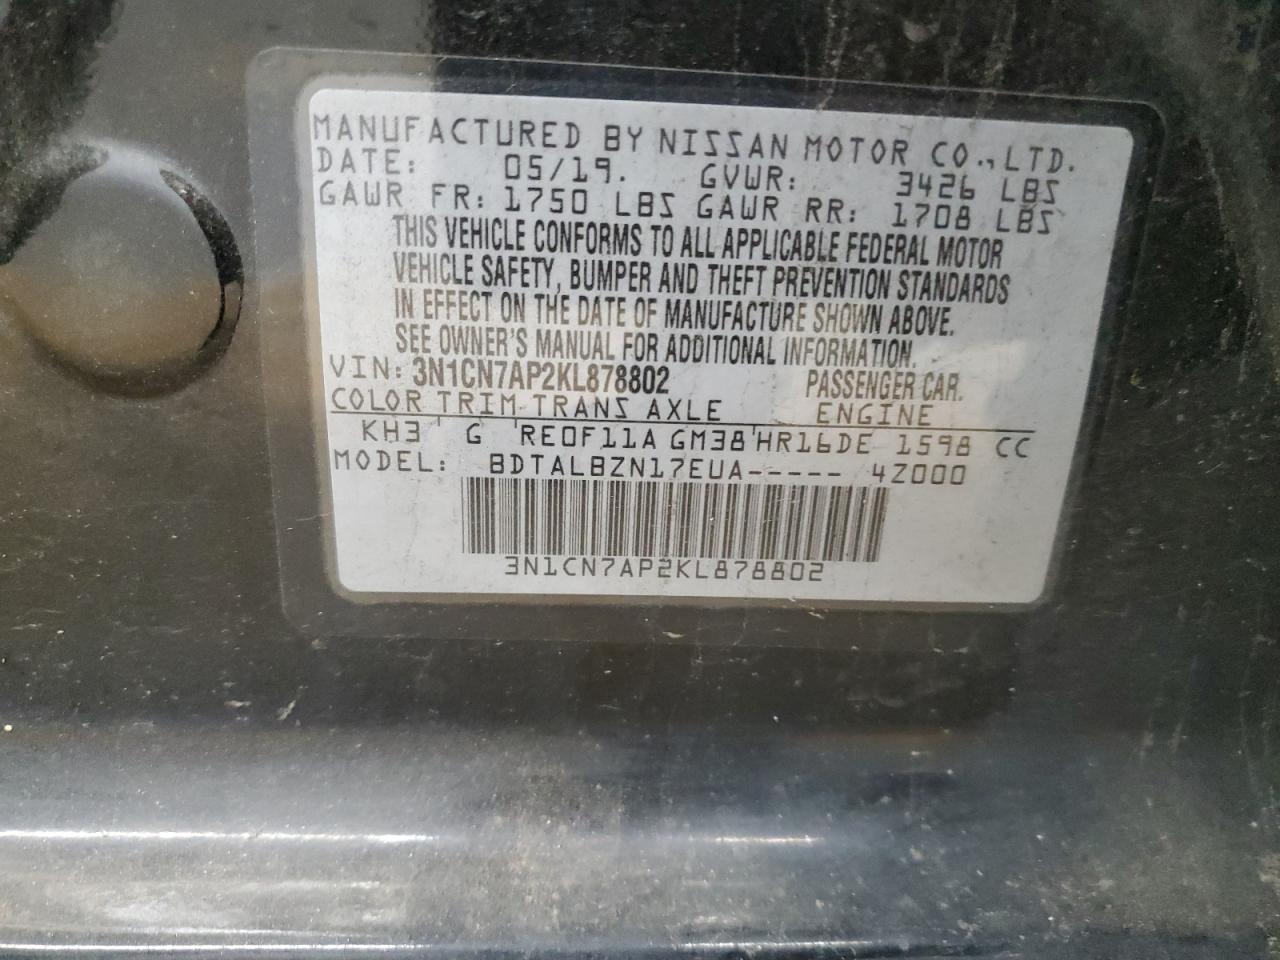 MANUFACTURED BY NISSAN MOTOR CO.,LTD.
DATE: 05/19. GVWR: 3426 LBS
GAWR FR: 1750 LBS GAWR RR: 1708 LBS
THIS VEHICLE CONFORMS TO ALL APPLICABLE FEDERAL MOTOR
VEHICLE SAFETY, BUMPER AND THEFT PREVENTION STANDARDS
IN EFFECT ON THE DATE OF MANUFACTURE SHOWN ABOVE.
SEE OWNER'S MANUAL FOR ADDITIONAL INFORMATION.
VIN: 3N1CN7AP2KL878802 PASSENGER CAR.
COLOR TRIM TRANS AXLE ENGINE
KH3 G RE0F11A GM38 HR16DE 1598 CC
MODEL: BDTALBZN17EUA----- 4Z000
3N1CN7AP2KL878802